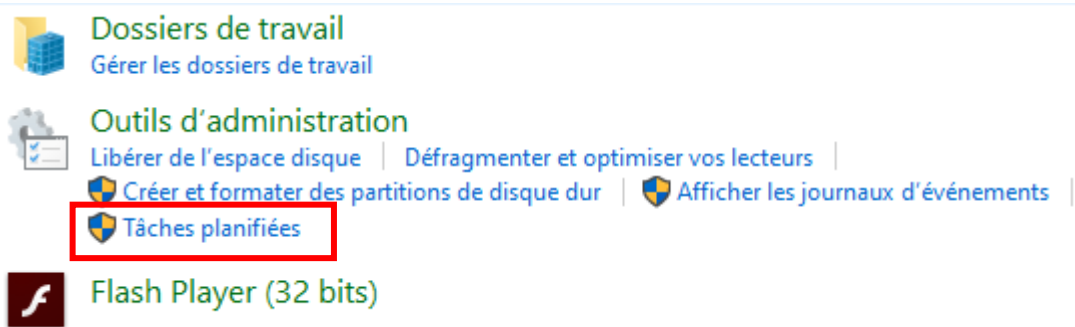 Dossiers de travail
Gérer les dossiers de travail
Outils d'administration
Libérer de l'espace disque | Défragmenter et optimiser vos lecteurs |
Créer et formater des partitions de disque dur | Afficher les journaux d'événements |
Tâches planifiées
Flash Player (32 bits)